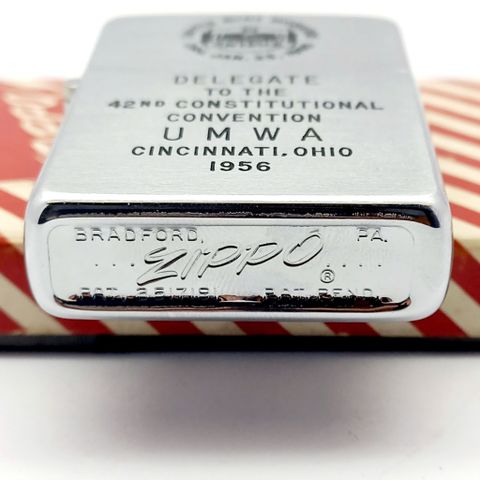 DELEGATE
TO THE
42ND CONSTITUTIONAL
CONVENTION
UMWA
CINCINNATI, OHIO
1956
BRADFORD, PA.
...ZIPPO®...
PAT. 2517191 PAT. PEND.